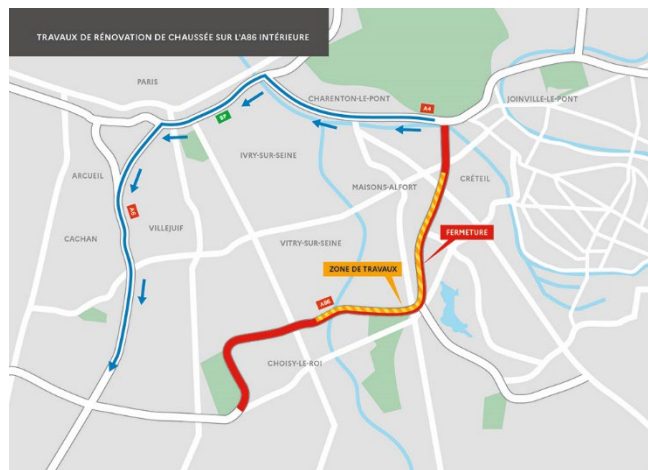 TRAVAUX DE RÉNOVATION DE CHAUSSÉE SUR L'A86 INTÉRIEURE
PARIS
CHARENTON-LE-PONT
A4
JOINVILLE-LE-PONT
BP
IVRY-SUR-SEINE
ARCUEIL
MAISONS-ALFORT
CRÉTEIL
A6
VILLEJUIF
CACHAN
VITRY-SUR-SEINE
FERMETURE
ZONE DE TRAVAUX
A86
CHOISY-LE-ROI